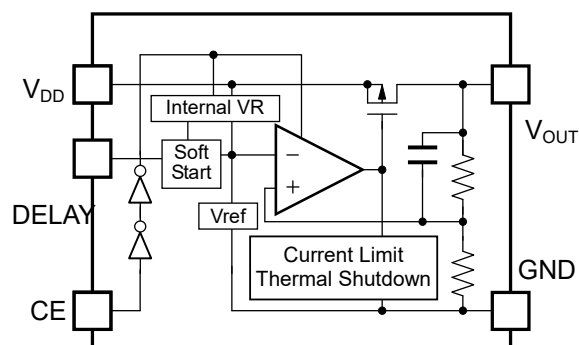 V_DD
Internal VR
Soft
Start
V_OUT
−
+
DELAY
Vref
Current Limit
Thermal Shutdown
GND
CE